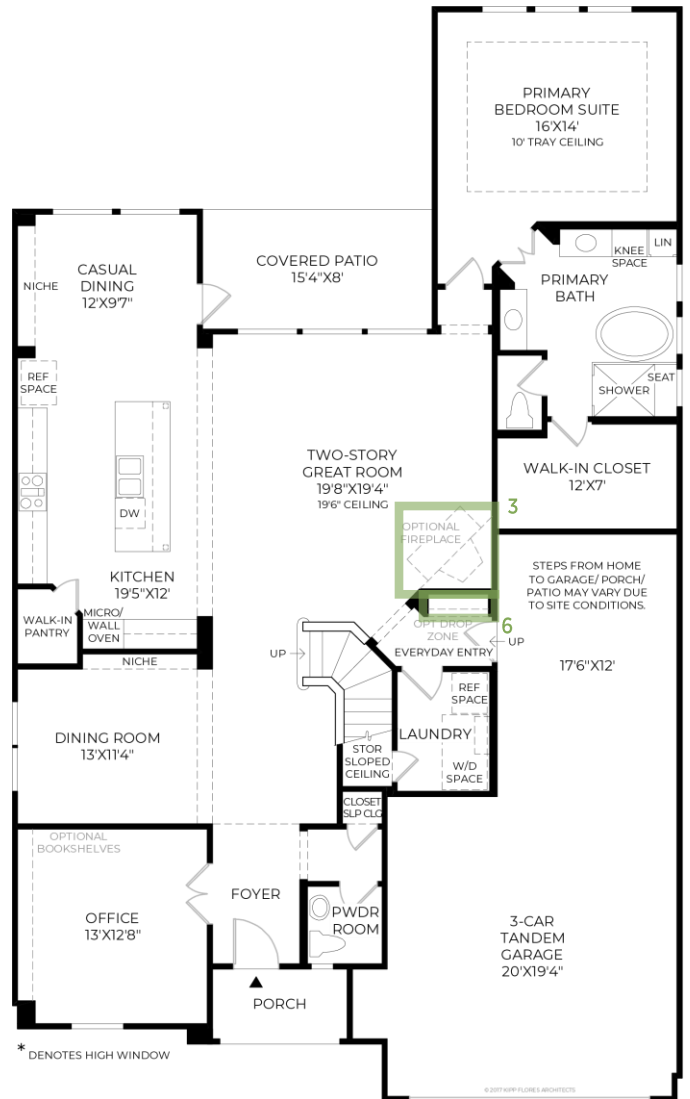 PRIMARY
BEDROOM SUITE
16'X14'
10' TRAY CEILING
COVERED PATIO
15'4"X8'
CASUAL
DINING
12'X9'7"
NICHE
KNEE
SPACE
LIN
PRIMARY
BATH
SEAT
SHOWER
REF
SPACE
DW
TWO-STORY
GREAT ROOM
19'8"X19'4"
19'6" CEILING
WALK-IN CLOSET
12'X7'
3
OPTIONAL
FIREPLACE
STEPS FROM HOME
TO GARAGE/ PORCH/
PATIO MAY VARY DUE
TO SITE CONDITIONS.
KITCHEN
19'5"X12'
MICRO/
WALL
OVEN
WALK-IN
PANTRY
6
OPT DROP
ZONE
EVERYDAY ENTRY
UP
UP
17'6"X12'
NICHE
DINING ROOM
13'X11'4"
REF
SPACE
LAUNDRY
W/D
SPACE
STOR
SLOPED
CEILING
CLOSET
SLP CLG
OPTIONAL
BOOKSHELVES
OFFICE
13'X12'8"
FOYER
PWDR
ROOM
3-CAR
TANDEM
GARAGE
20'X19'4"
PORCH
* DENOTES HIGH WINDOW
© 2017 KIPP FLORES ARCHITECTS